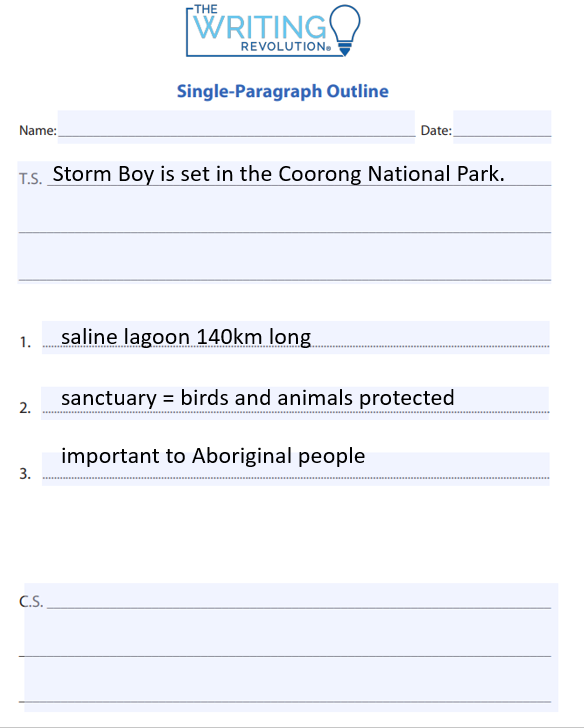 THE
WRITING
REVOLUTION®
Single-Paragraph Outline
Name: Date:
T.S. Storm Boy is set in the Coorong National Park.
1. saline lagoon 140km long
2. sanctuary = birds and animals protected
3. important to Aboriginal people
C.S.